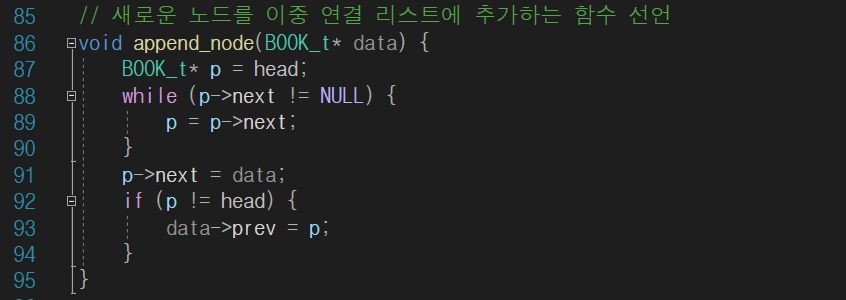 85 // 새로운 노드를 이중 연결 리스트에 추가하는 함수 선언
86 void append_node(BOOK_t* data) {
87 BOOK_t* p = head;
88 while (p->next != NULL) {
89 p = p->next;
90 }
91 p->next = data;
92 if (p != head) {
93 data->prev = p;
94 }
95 }